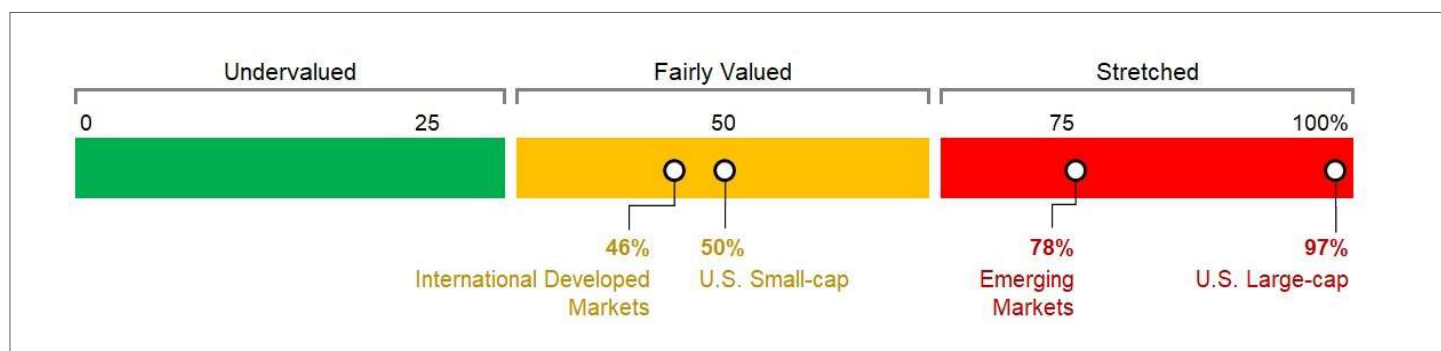 Undervalued
Fairly Valued
Stretched
0
25
50
75
100%
46%
International Developed
Markets
50%
U.S. Small-cap
78%
Emerging
Markets
97%
U.S. Large-cap